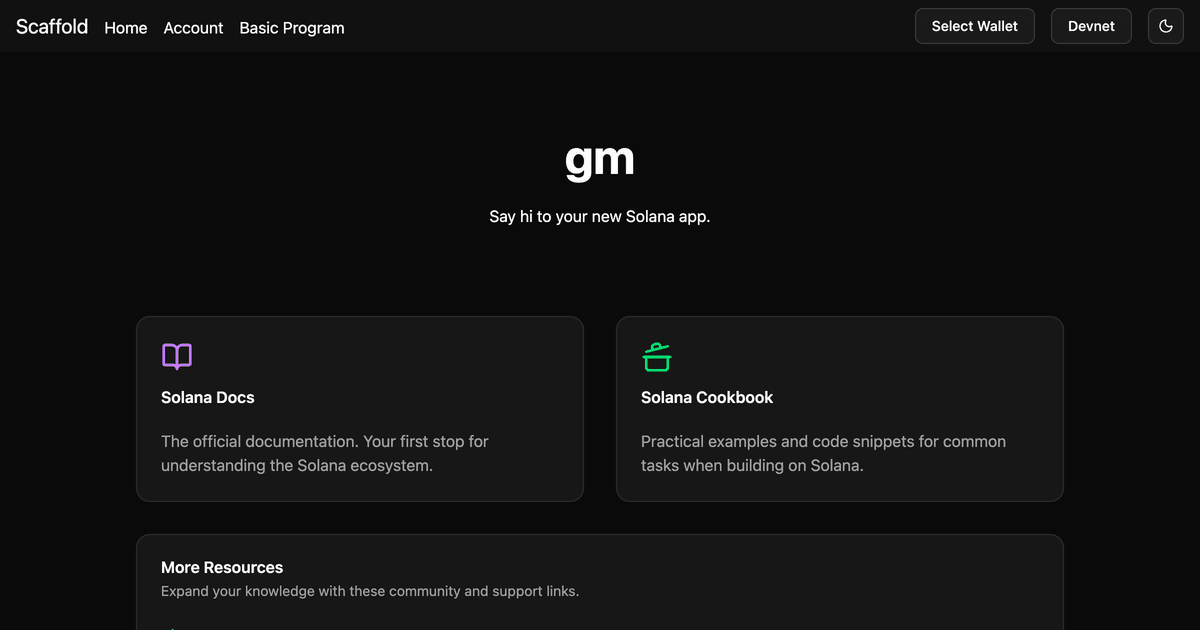 Scaffold Home Account Basic Program Select Wallet Devnet
gm
Say hi to your new Solana app.
Solana Docs
The official documentation. Your first stop for
understanding the Solana ecosystem.
Solana Cookbook
Practical examples and code snippets for common
tasks when building on Solana.
More Resources
Expand your knowledge with these community and support links.